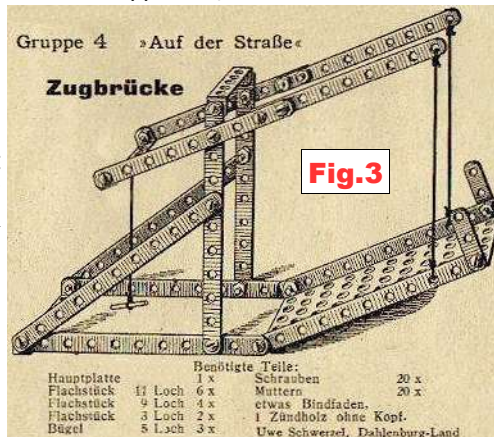 Gruppe 4 »Auf der Straße«
Zugbrücke
Fig.3
Benötigte Teile:
Hauptplatte 1 x
Flachstück 11 Loch 6 x
Flachstück 9 Loch 4 x
Flachstück 3 Loch 2 x
Bügel 5 Loch 3 x
Schrauben 20 x
Muttern 20 x
etwas Bindfaden,
1 Zündholz ohne Kopf.
Uwe Schwerzel, Dahlenburg-Land